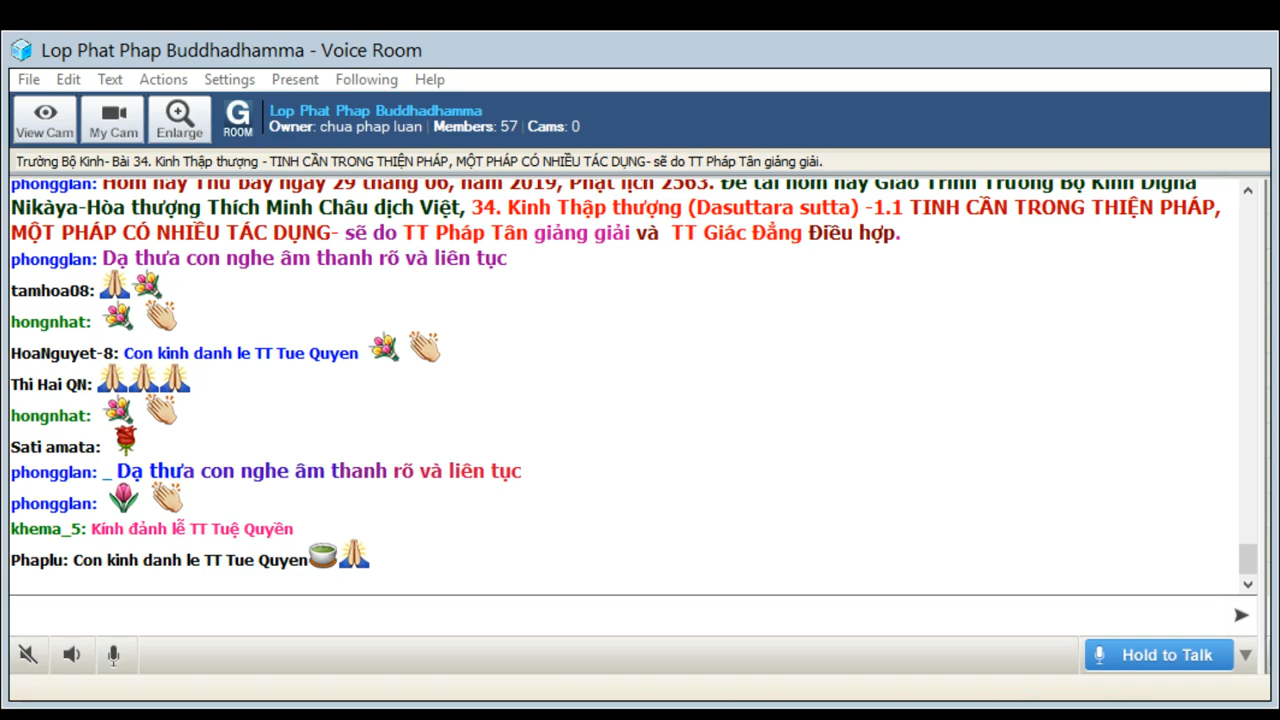 Lop Phat Phap Buddhadhamma - Voice Room
File Edit Text Actions Settings Present Following Help
View Cam My Cam Enlarge G ROOM
Lop Phat Phap Buddhadhamma
Owner: chua phap luan | Members: 57 | Cams: 0
Trường Bộ Kinh- Bài 34. Kinh Thập thượng - TINH CẦN TRONG THIỆN PHÁP, MỘT PHÁP CÓ NHIỀU TÁC DỤNG- sẽ do TT Pháp Tân giảng giải.
phongglan: Hôm nay Thứ bảy ngày 29 tháng 06, năm 2019, Phật lịch 2563. Đề tài hôm nay Giáo Trình Trường Bộ Kinh Digha
Nikàya-Hòa thượng Thích Minh Châu dịch Việt, 34. Kinh Thập thượng (Dasuttara sutta) -1.1 TINH CẦN TRONG THIỆN PHÁP,
MỘT PHÁP CÓ NHIỀU TÁC DỤNG- sẽ do TT Pháp Tân giảng giải và TT Giác Đẳng Điều hợp.
phongglan: Dạ thưa con nghe âm thanh rõ và liên tục
tamhoa08: 🙏💐
hongnhat: 💐 👏
HoaNguyet-8: Con kinh danh le TT Tue Quyen 💐 👏
Thi Hai QN: 🙏🙏🙏
hongnhat: 💐 👏
Sati amata: 🌹
phongglan: _ Dạ thưa con nghe âm thanh rõ và liên tục
phongglan: 🌷 👏
khema_5: Kính đảnh lễ TT Tuệ Quyền
Phaplu: Con kinh danh le TT Tue Quyen🍵🙏
Hold to Talk